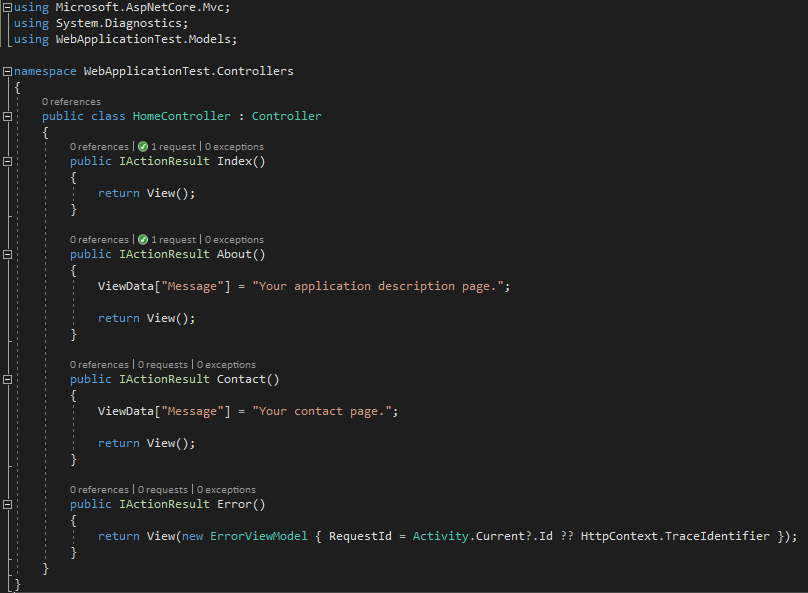 using Microsoft.AspNetCore.Mvc;
using System.Diagnostics;
using WebApplicationTest.Models;
namespace WebApplicationTest.Controllers
{
0 references
public class HomeController : Controller
{
0 references | 1 request | 0 exceptions
public IActionResult Index()
{
return View();
}
0 references | 1 request | 0 exceptions
public IActionResult About()
{
ViewData["Message"] = "Your application description page.";
return View();
}
0 references | 0 requests | 0 exceptions
public IActionResult Contact()
{
ViewData["Message"] = "Your contact page.";
return View();
}
0 references | 0 requests | 0 exceptions
public IActionResult Error()
{
return View(new ErrorViewModel { RequestId = Activity.Current?.Id ?? HttpContext.TraceIdentifier });
}
}
}